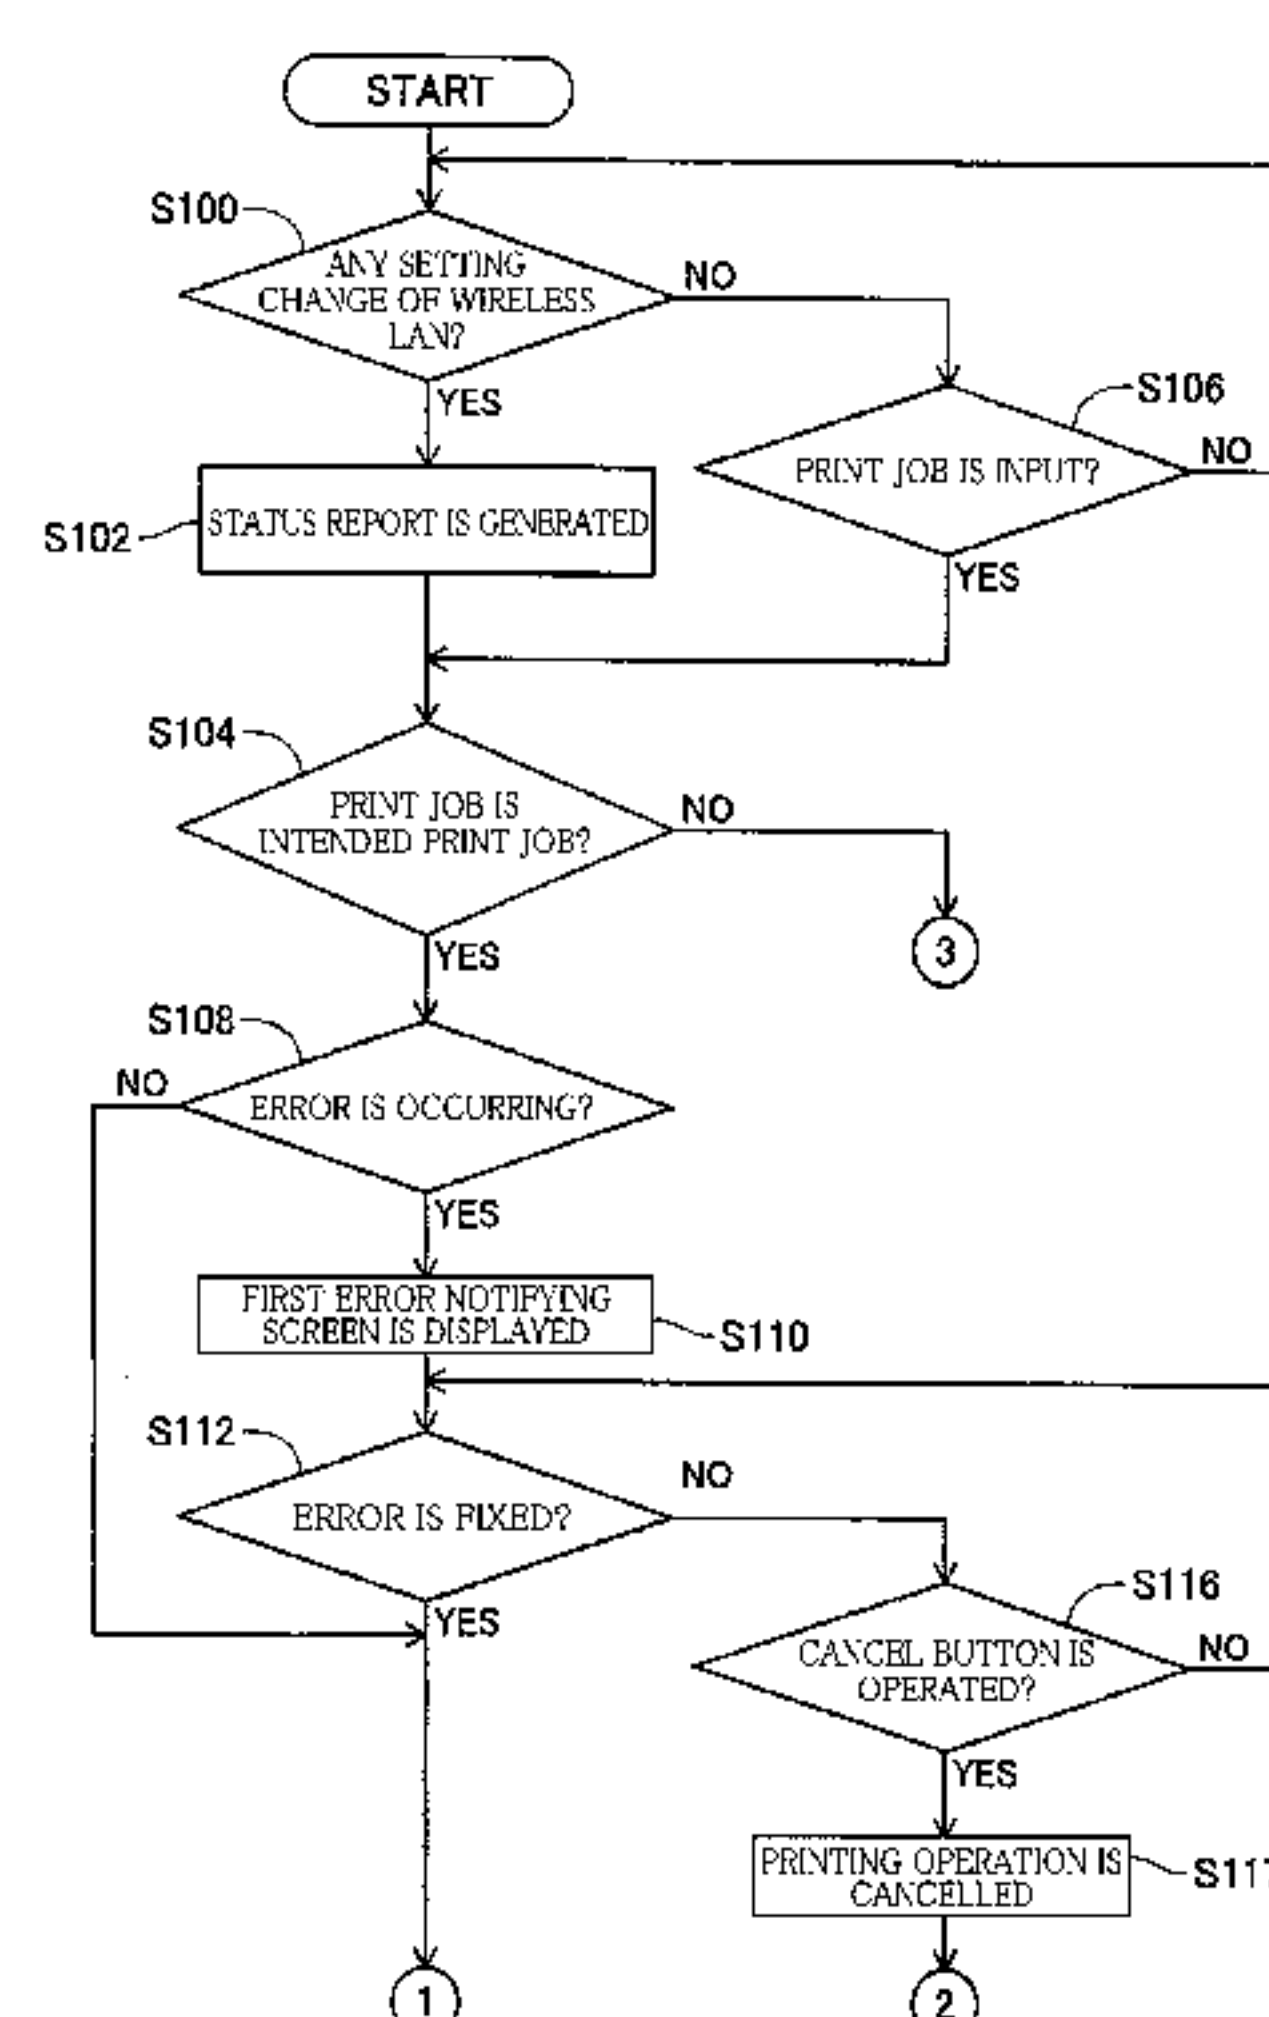 START
S100
ANY SETTING
CHANGE OF WIRELESS
LAN?
NO
YES
S106
PRINT JOB IS INPUT?
NO
YES
S102
STATUS REPORT IS GENERATED
S104
PRINT JOB IS
INTENDED PRINT JOB?
NO
3
YES
S108
NO
ERROR IS OCCURRING?
YES
FIRST ERROR NOTIFYING
SCREEN IS DISPLAYED
S110
S112
ERROR IS FIXED?
NO
YES
S116
CANCEL BUTTON IS
OPERATED?
NO
YES
PRINTING OPERATION IS
CANCELLED
S117
1
2